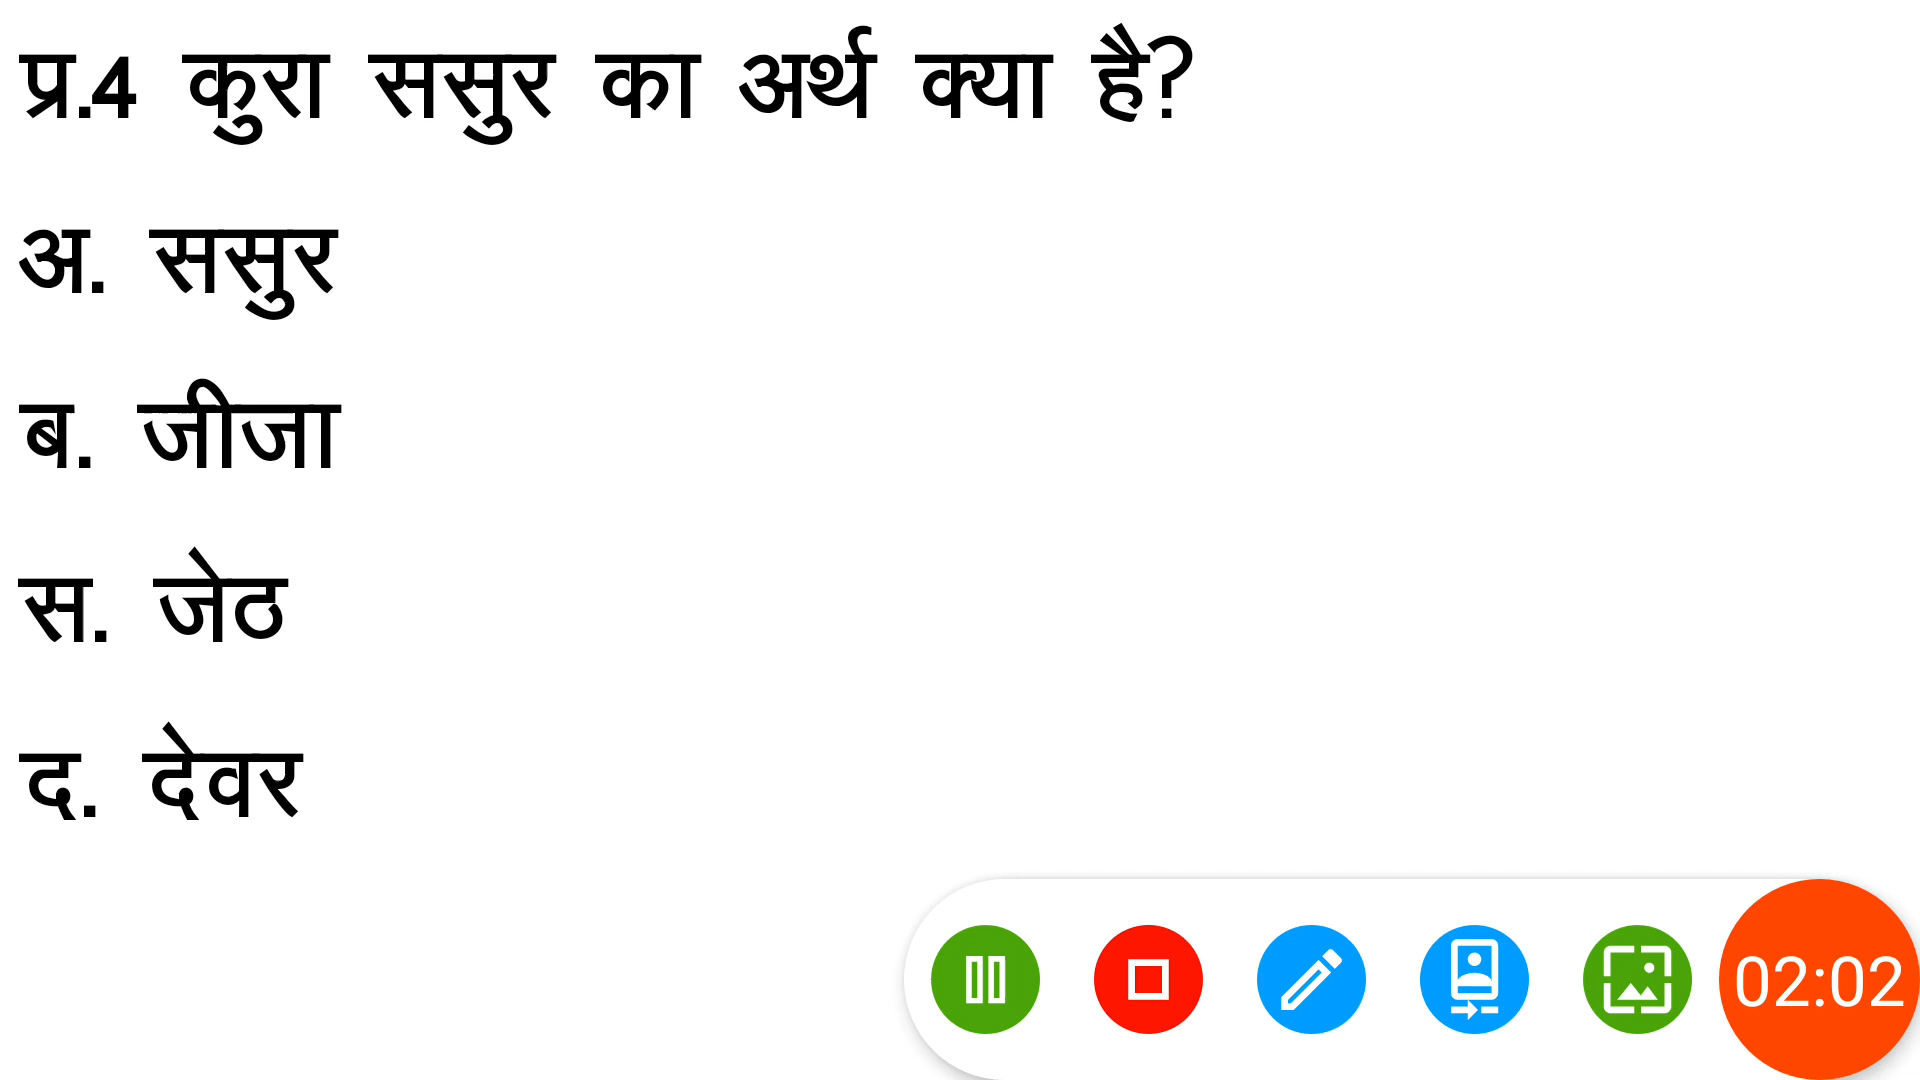 प्र.4 कुरा ससुर का अर्थ क्या है?
अ. ससुर
ब. जीजा
स. जेठ
द. देवर
02:02